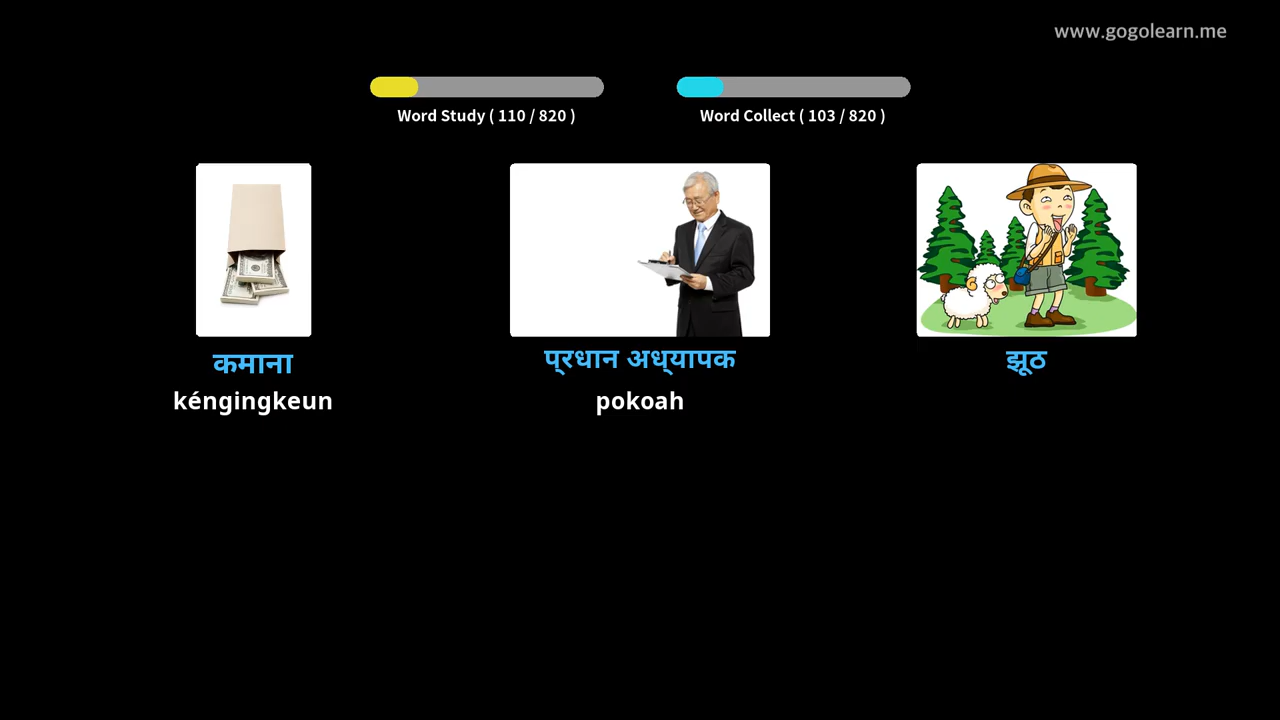 www.gogolearn.me
Word Study ( 110 / 820 )
Word Collect ( 103 / 820 )
कमाना
प्रधान अध्यापक
झूठ
kéngingkeun
pokoah